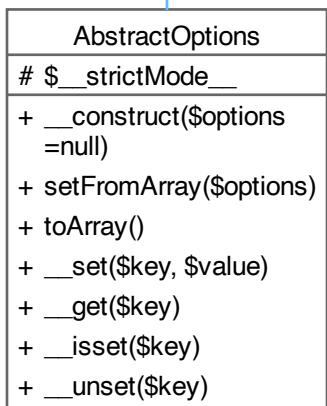 AbstractOptions
# $__strictMode__
+ __construct($options
=null)
+ setFromArray($options)
+ toArray()
+ __set($key, $value)
+ __get($key)
+ __isset($key)
+ __unset($key)